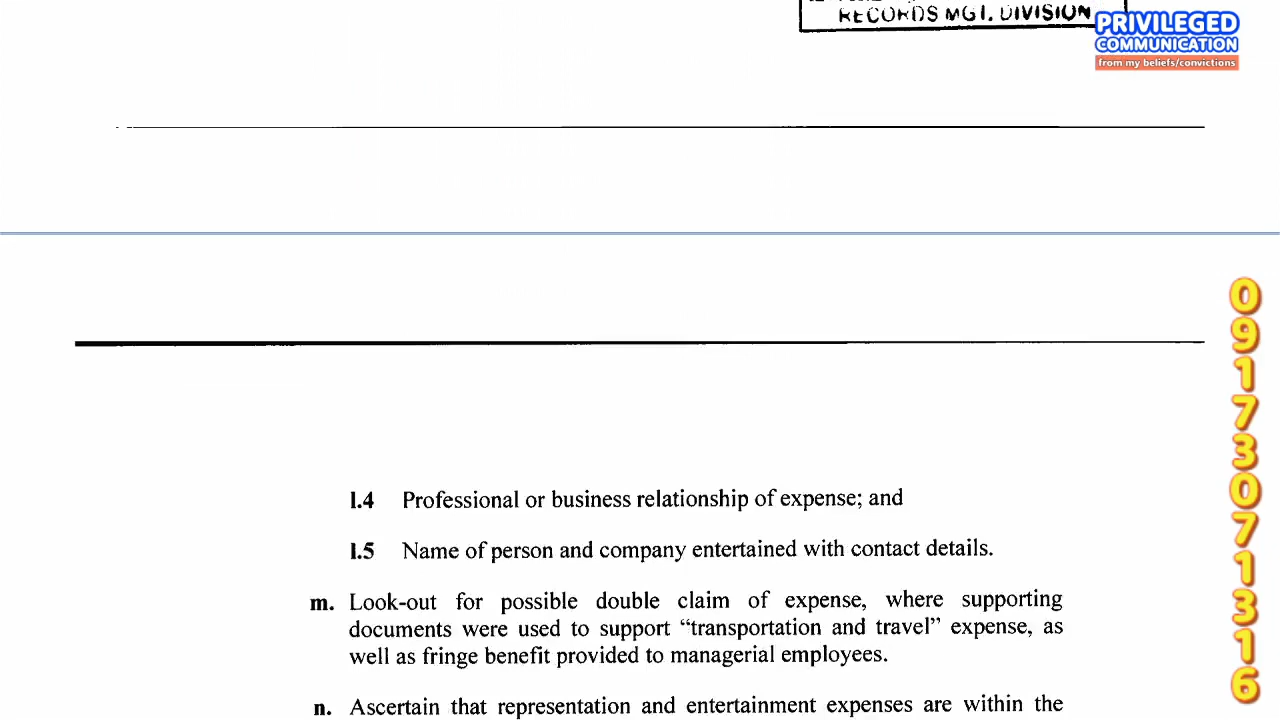 RECORDS MGT. DIVISION
PRIVILEGED
COMMUNICATION
from my beliefs/convictions
l.4 Professional or business relationship of expense; and
l.5 Name of person and company entertained with contact details.
m. Look-out for possible double claim of expense, where supporting
documents were used to support “transportation and travel” expense, as
well as fringe benefit provided to managerial employees.
n. Ascertain that representation and entertainment expenses are within the
09173071316